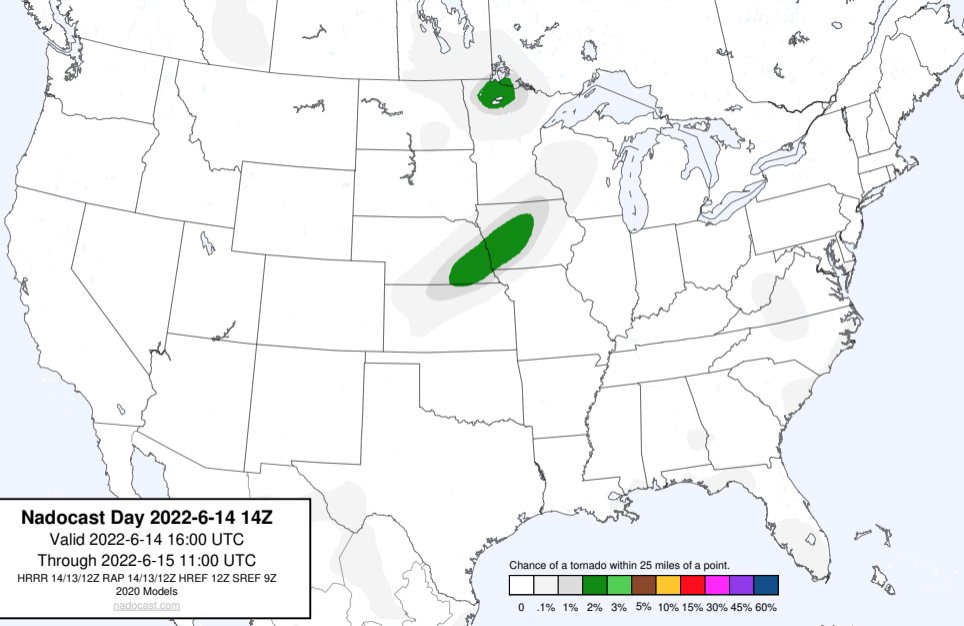 Nadocast Day 2022-6-14 14Z
Valid 2022-6-14 16:00 UTC
Through 2022-6-15 11:00 UTC
HRRR 14/13/12Z RAP 14/13/12Z HREF 12Z SREF 9Z
2020 Models
nadocast.com
Chance of a tornado within 25 miles of a point.
0 .1% 1% 2% 3% 5% 10% 15% 30% 45% 60%